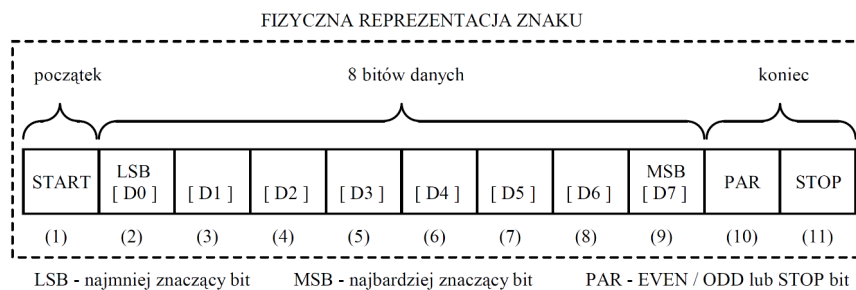 FIZYCZNA REPREZENTACJA ZNAKU
początek 8 bitów danych koniec
START LSB [ D0 ] [ D1 ] [ D2 ] [ D3 ] [ D4 ] [ D5 ] [ D6 ] MSB [ D7 ] PAR STOP
(1) (2) (3) (4) (5) (6) (7) (8) (9) (10) (11)
LSB - najmniej znaczący bit MSB - najbardziej znaczący bit PAR - EVEN / ODD lub STOP bit